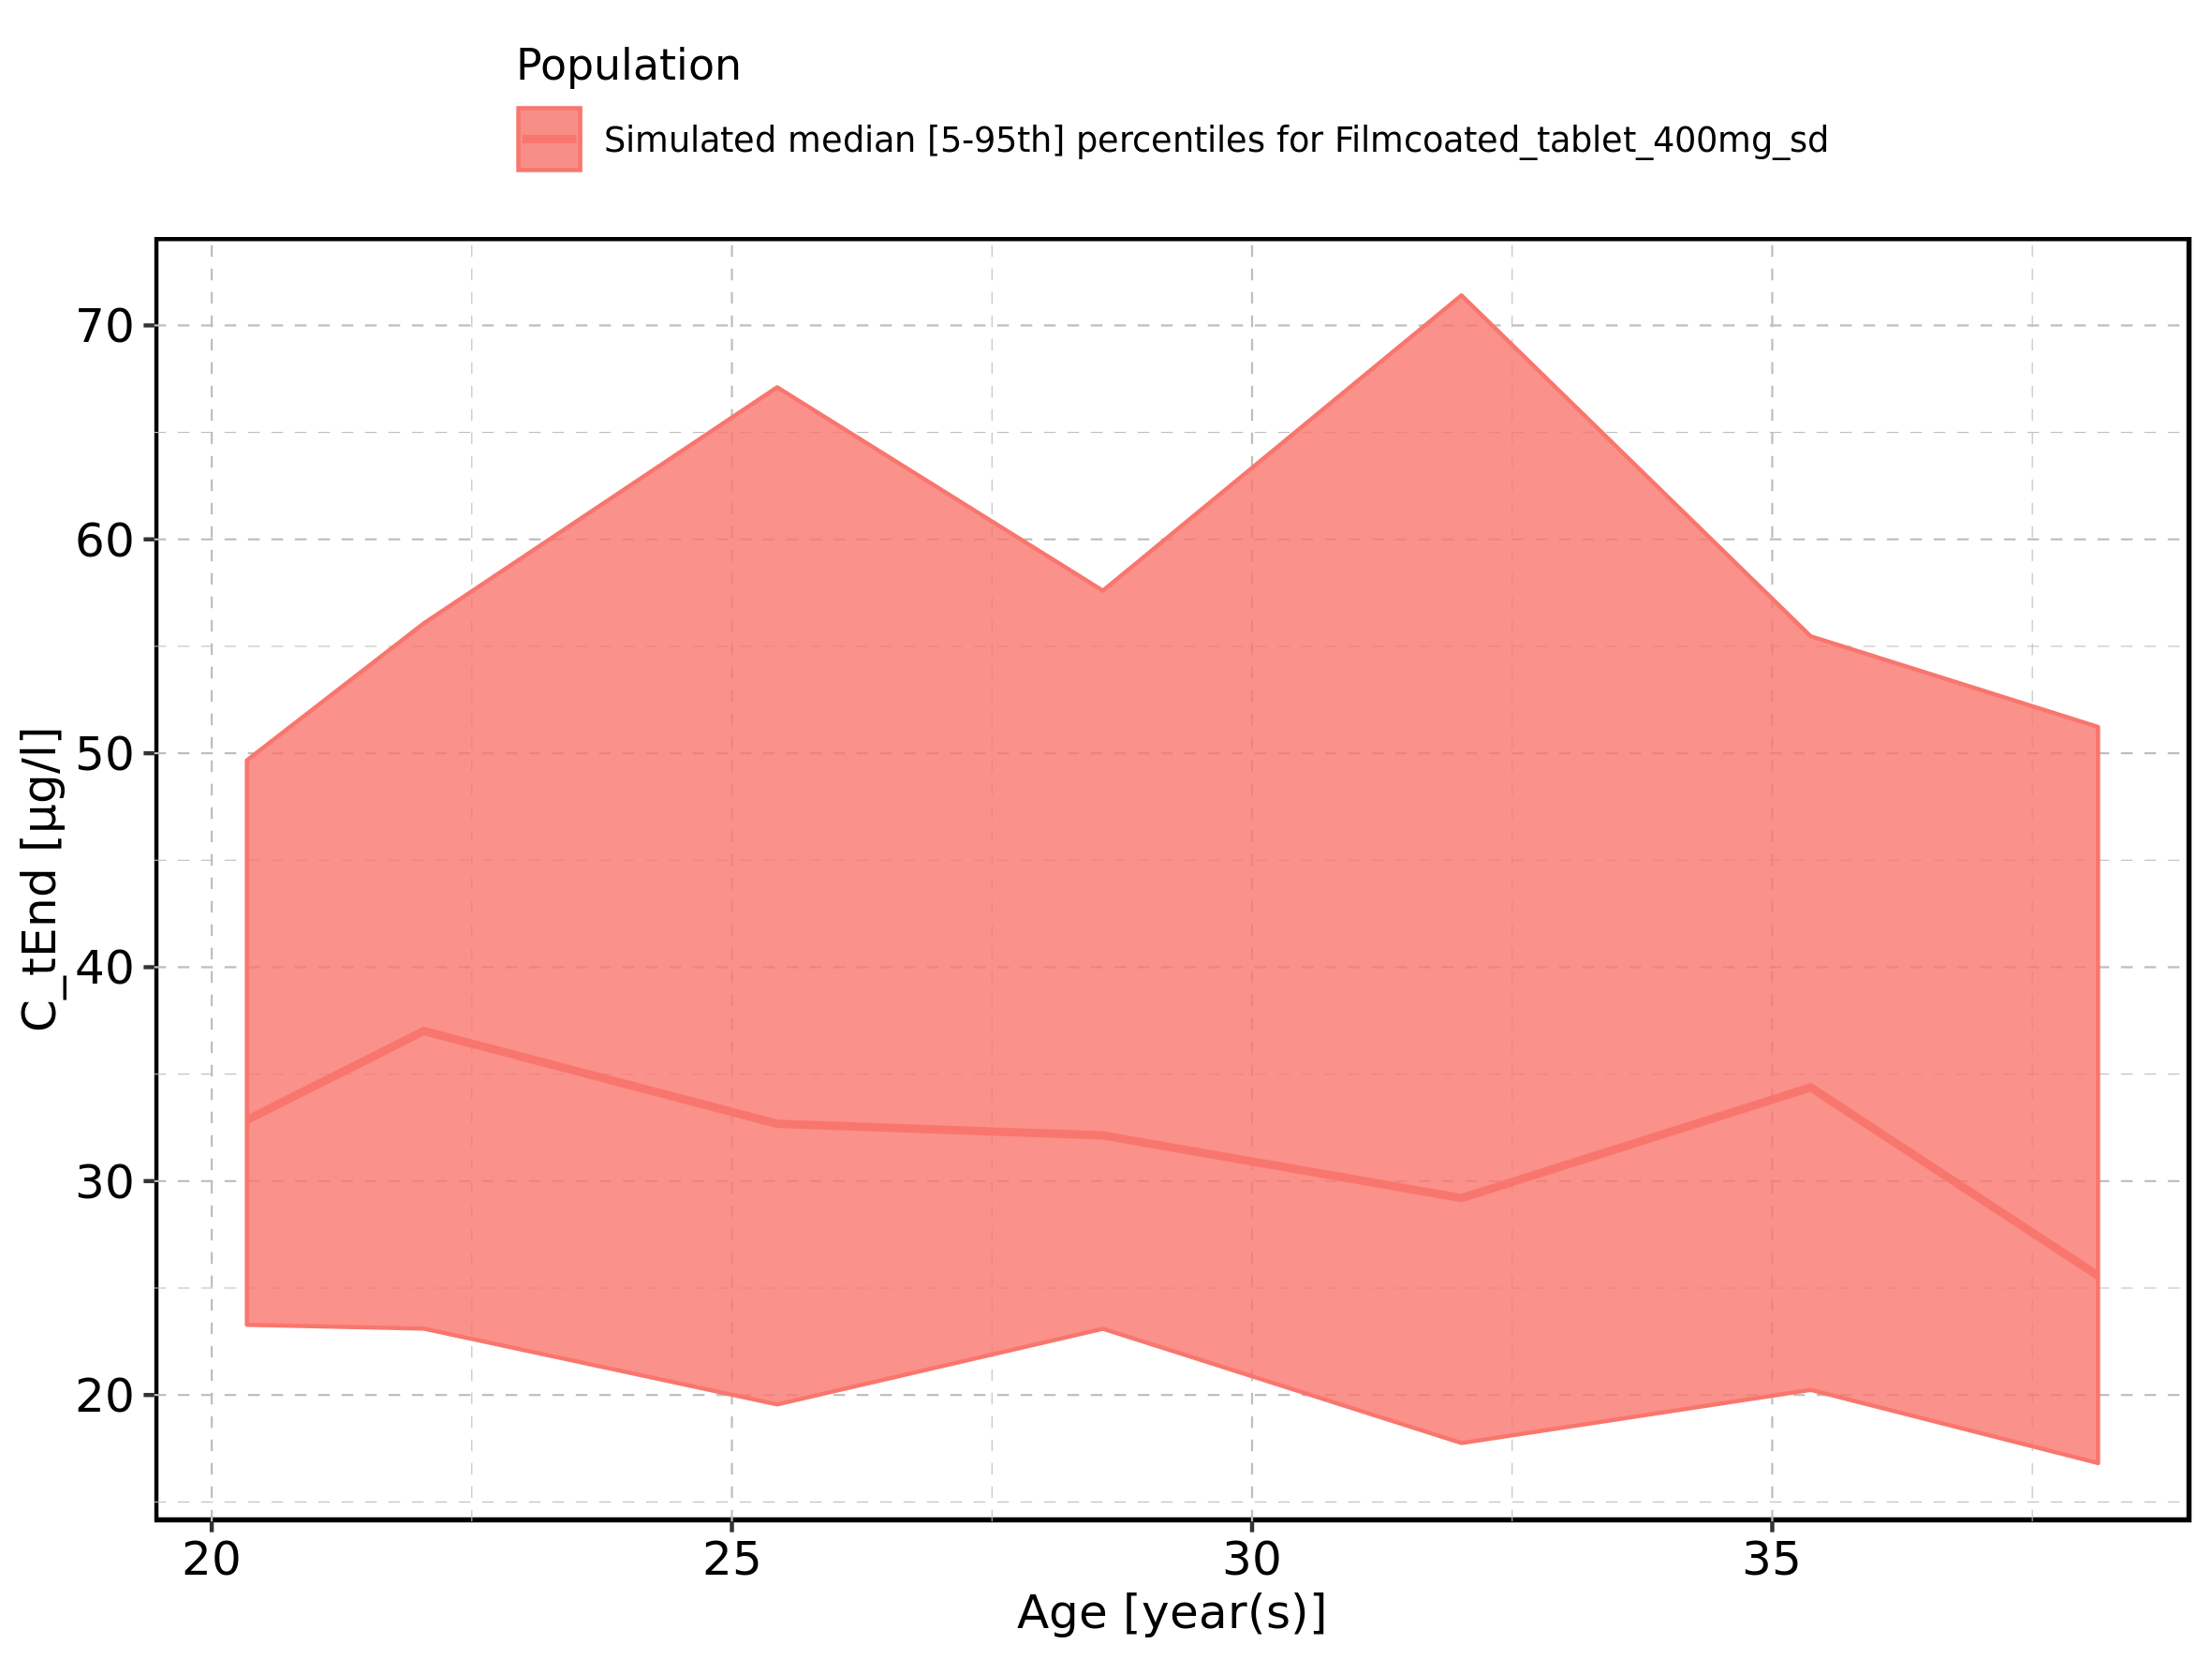 Population
Simulated median [5-95th] percentiles for Filmcoated_tablet_400mg_sd
70
60
50
40
30
20
C_tEnd [µg/l]
20 25 30 35
Age [year(s)]